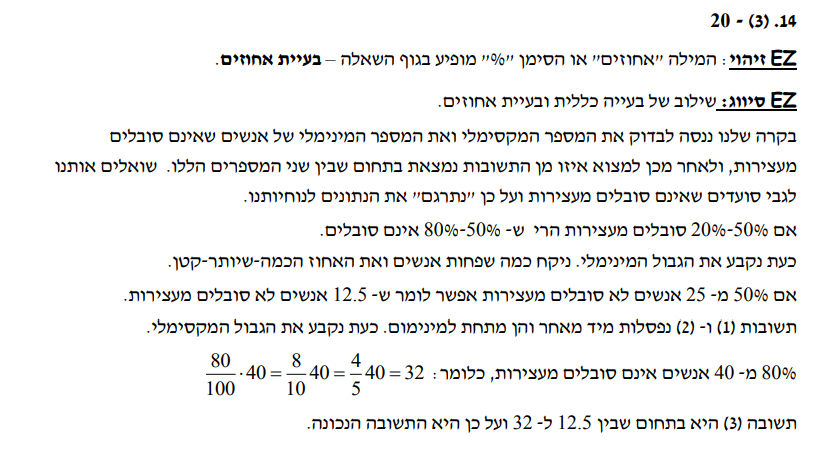 14. (3) - 20
EZ זיהוי: המילה "אחוזים" או הסימן "%" מופיע בגוף השאלה – בעיית אחוזים.
EZ סיווג: שילוב של בעייה כללית ובעיית אחוזים.
בקרה שלנו ננסה לבדוק את המספר המקסימלי ואת המספר המינימלי של אנשים שאינם סובלים
מעצירות, ולאחר מכן למצוא איזו מן התשובות נמצאת בתחום שבין שני המספרים הללו. שואלים אותנו
לגבי סועדים שאינם סובלים מעצירות ועל כן "נתרגם" את הנתונים לנוחיותנו.
אם 20%-50% סובלים מעצירות הרי ש- 80%-50% אינם סובלים.
כעת נקבע את הגבול המינימלי. ניקח כמה שפחות אנשים ואת האחוז הכמה-שיותר-קטן.
אם 50% מ- 25 אנשים לא סובלים מעצירות אפשר לומר ש- 12.5 אנשים לא סובלים מעצירות.
תשובות (1) ו- (2) נפסלות מיד מאחר והן מתחת למינימום. כעת נקבע את הגבול המקסימלי.
80% מ- 40 אנשים אינם סובלים מעצירות, כלומר: 80/100 · 40 = 8/10 40 = 4/5 40 = 32
תשובה (3) היא בתחום שבין 12.5 ל- 32 ועל כן היא התשובה הנכונה.